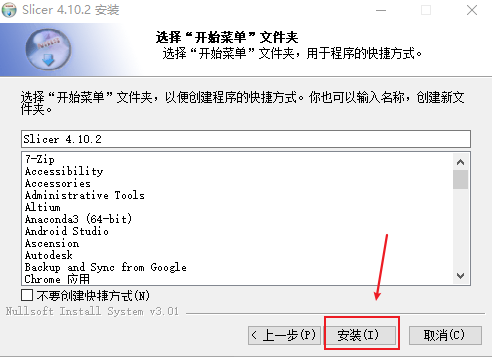 Slicer 4.10.2 安装
选择“开始菜单”文件夹
选择“开始菜单”文件夹，用于程序的快捷方式。
选择“开始菜单”文件夹，以便创建程序的快捷方式。你也可以输入名称，创建新文
件夹。
Slicer 4.10.2
7-Zip
Accessibility
Accessories
Administrative Tools
Altium
Anaconda3 (64-bit)
Android Studio
Ascension
Autodesk
Backup and Sync from Google
Chrome 应用
不要创建快捷方式(N)
Nullsoft Install System v3.01
< 上一步(P) 安装(I) 取消(C)